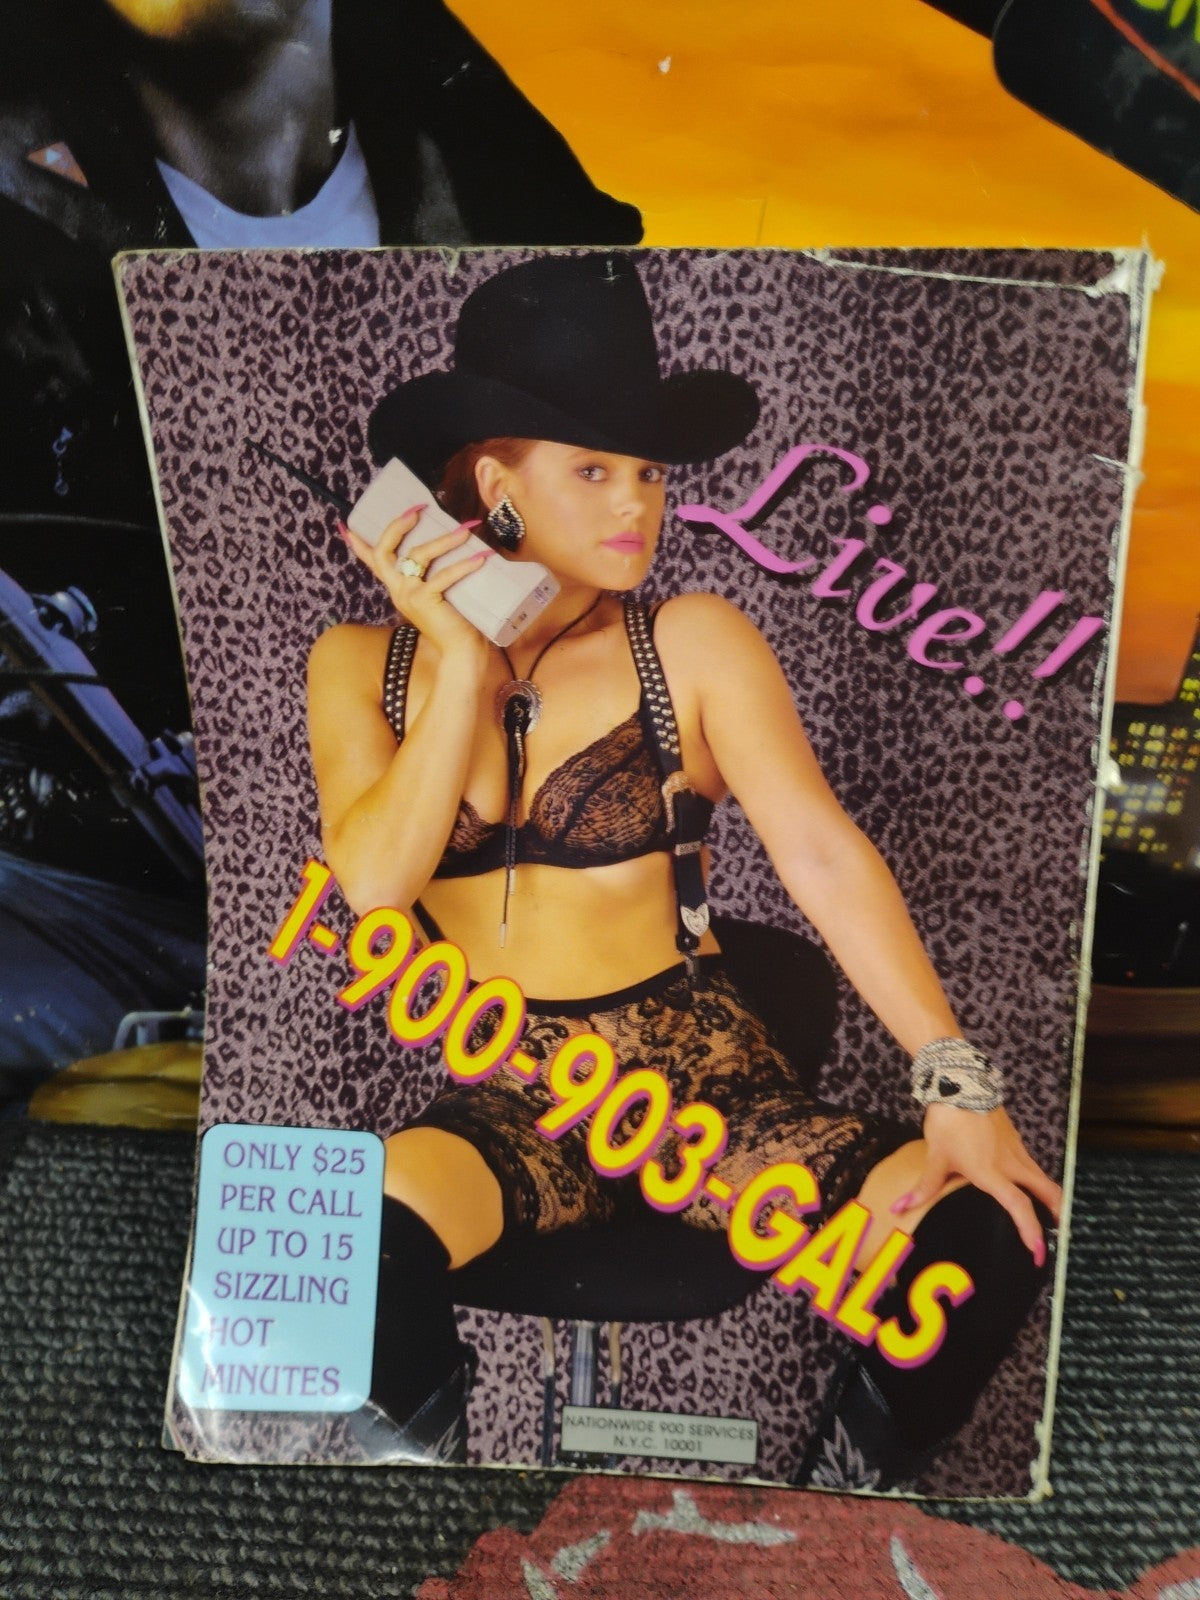 Live!!
1-900-903-GALS
ONLY $25
PER CALL
UP TO 15
SIZZLING
HOT
MINUTES
NATIONWIDE 900 SERVICES
N.Y.C. 10001